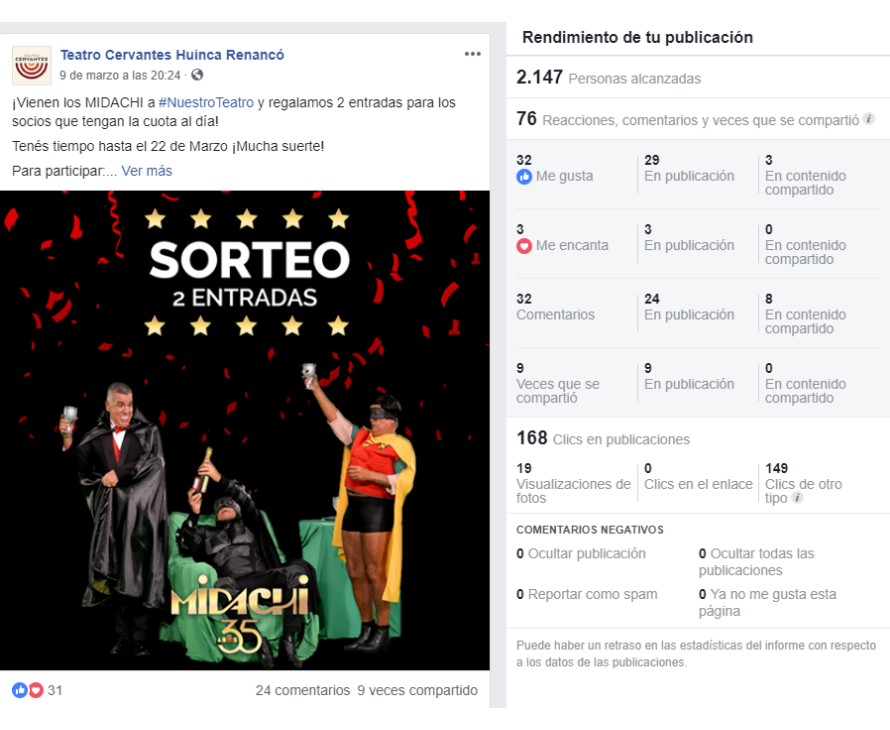 Teatro Cervantes Huinca Renancó
9 de marzo a las 20:24 ·
¡Vienen los MIDACHI a #NuestroTeatro y regalamos 2 entradas para los
socios que tengan la cuota al día!
Tenés tiempo hasta el 22 de Marzo ¡Mucha suerte!
Para participar:... Ver más
SORTEO
2 ENTRADAS
MIDACHI
35
AÑOS
31
24 comentarios 9 veces compartido
Rendimiento de tu publicación
2.147 Personas alcanzadas
76 Reacciones, comentarios y veces que se compartió
32
Me gusta
29
En publicación
3
En contenido
compartido
3
Me encanta
3
En publicación
0
En contenido
compartido
32
Comentarios
24
En publicación
8
En contenido
compartido
9
Veces que se
compartió
9
En publicación
0
En contenido
compartido
168 Clics en publicaciones
19
Visualizaciones de
fotos
0
Clics en el enlace
149
Clics de otro
tipo
COMENTARIOS NEGATIVOS
0 Ocultar publicación
0 Ocultar todas las
publicaciones
0 Reportar como spam
0 Ya no me gusta esta
página
Puede haber un retraso en las estadísticas del informe con respecto
a los datos de las publicaciones.